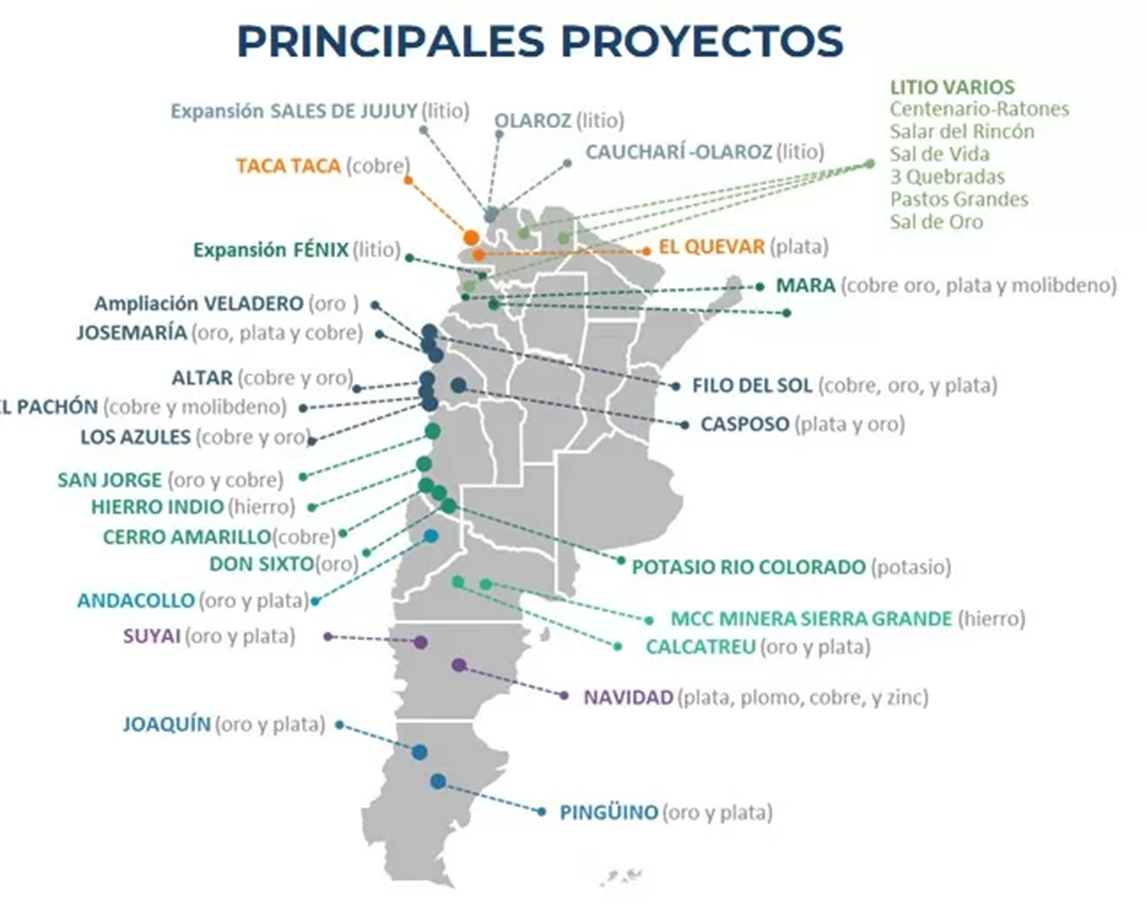 PRINCIPALES PROYECTOS
LITIO VARIOS
Centenario-Ratones
Salar del Rincón
Sal de Vida
3 Quebradas
Pastos Grandes
Sal de Oro
Expansión SALES DE JUJUY (litio)
OLAROZ (litio)
CAUCHARÍ-OLAROZ (litio)
TACA TACA (cobre)
EL QUEVAR (plata)
Expansión FÉNIX (litio)
MARA (cobre oro, plata y molibdeno)
Ampliación VELADERO (oro )
JOSEMARÍA (oro, plata y cobre)
ALTAR (cobre y oro)
FILO DEL SOL (cobre, oro, y plata)
EL PACHÓN (cobre y molibdeno)
CASPOSO (plata y oro)
LOS AZULES (cobre y oro)
SAN JORGE (oro y cobre)
HIERRO INDIO (hierro)
CERRO AMARILLO(cobre)
DON SIXTO(oro)
POTASIO RIO COLORADO (potasio)
ANDACOLLO (oro y plata)
MCC MINERA SIERRA GRANDE (hierro)
SUYAI (oro y plata)
CALCATREU (oro y plata)
NAVIDAD (plata, plomo, cobre, y zinc)
JOAQUÍN (oro y plata)
PINGÜINO (oro y plata)